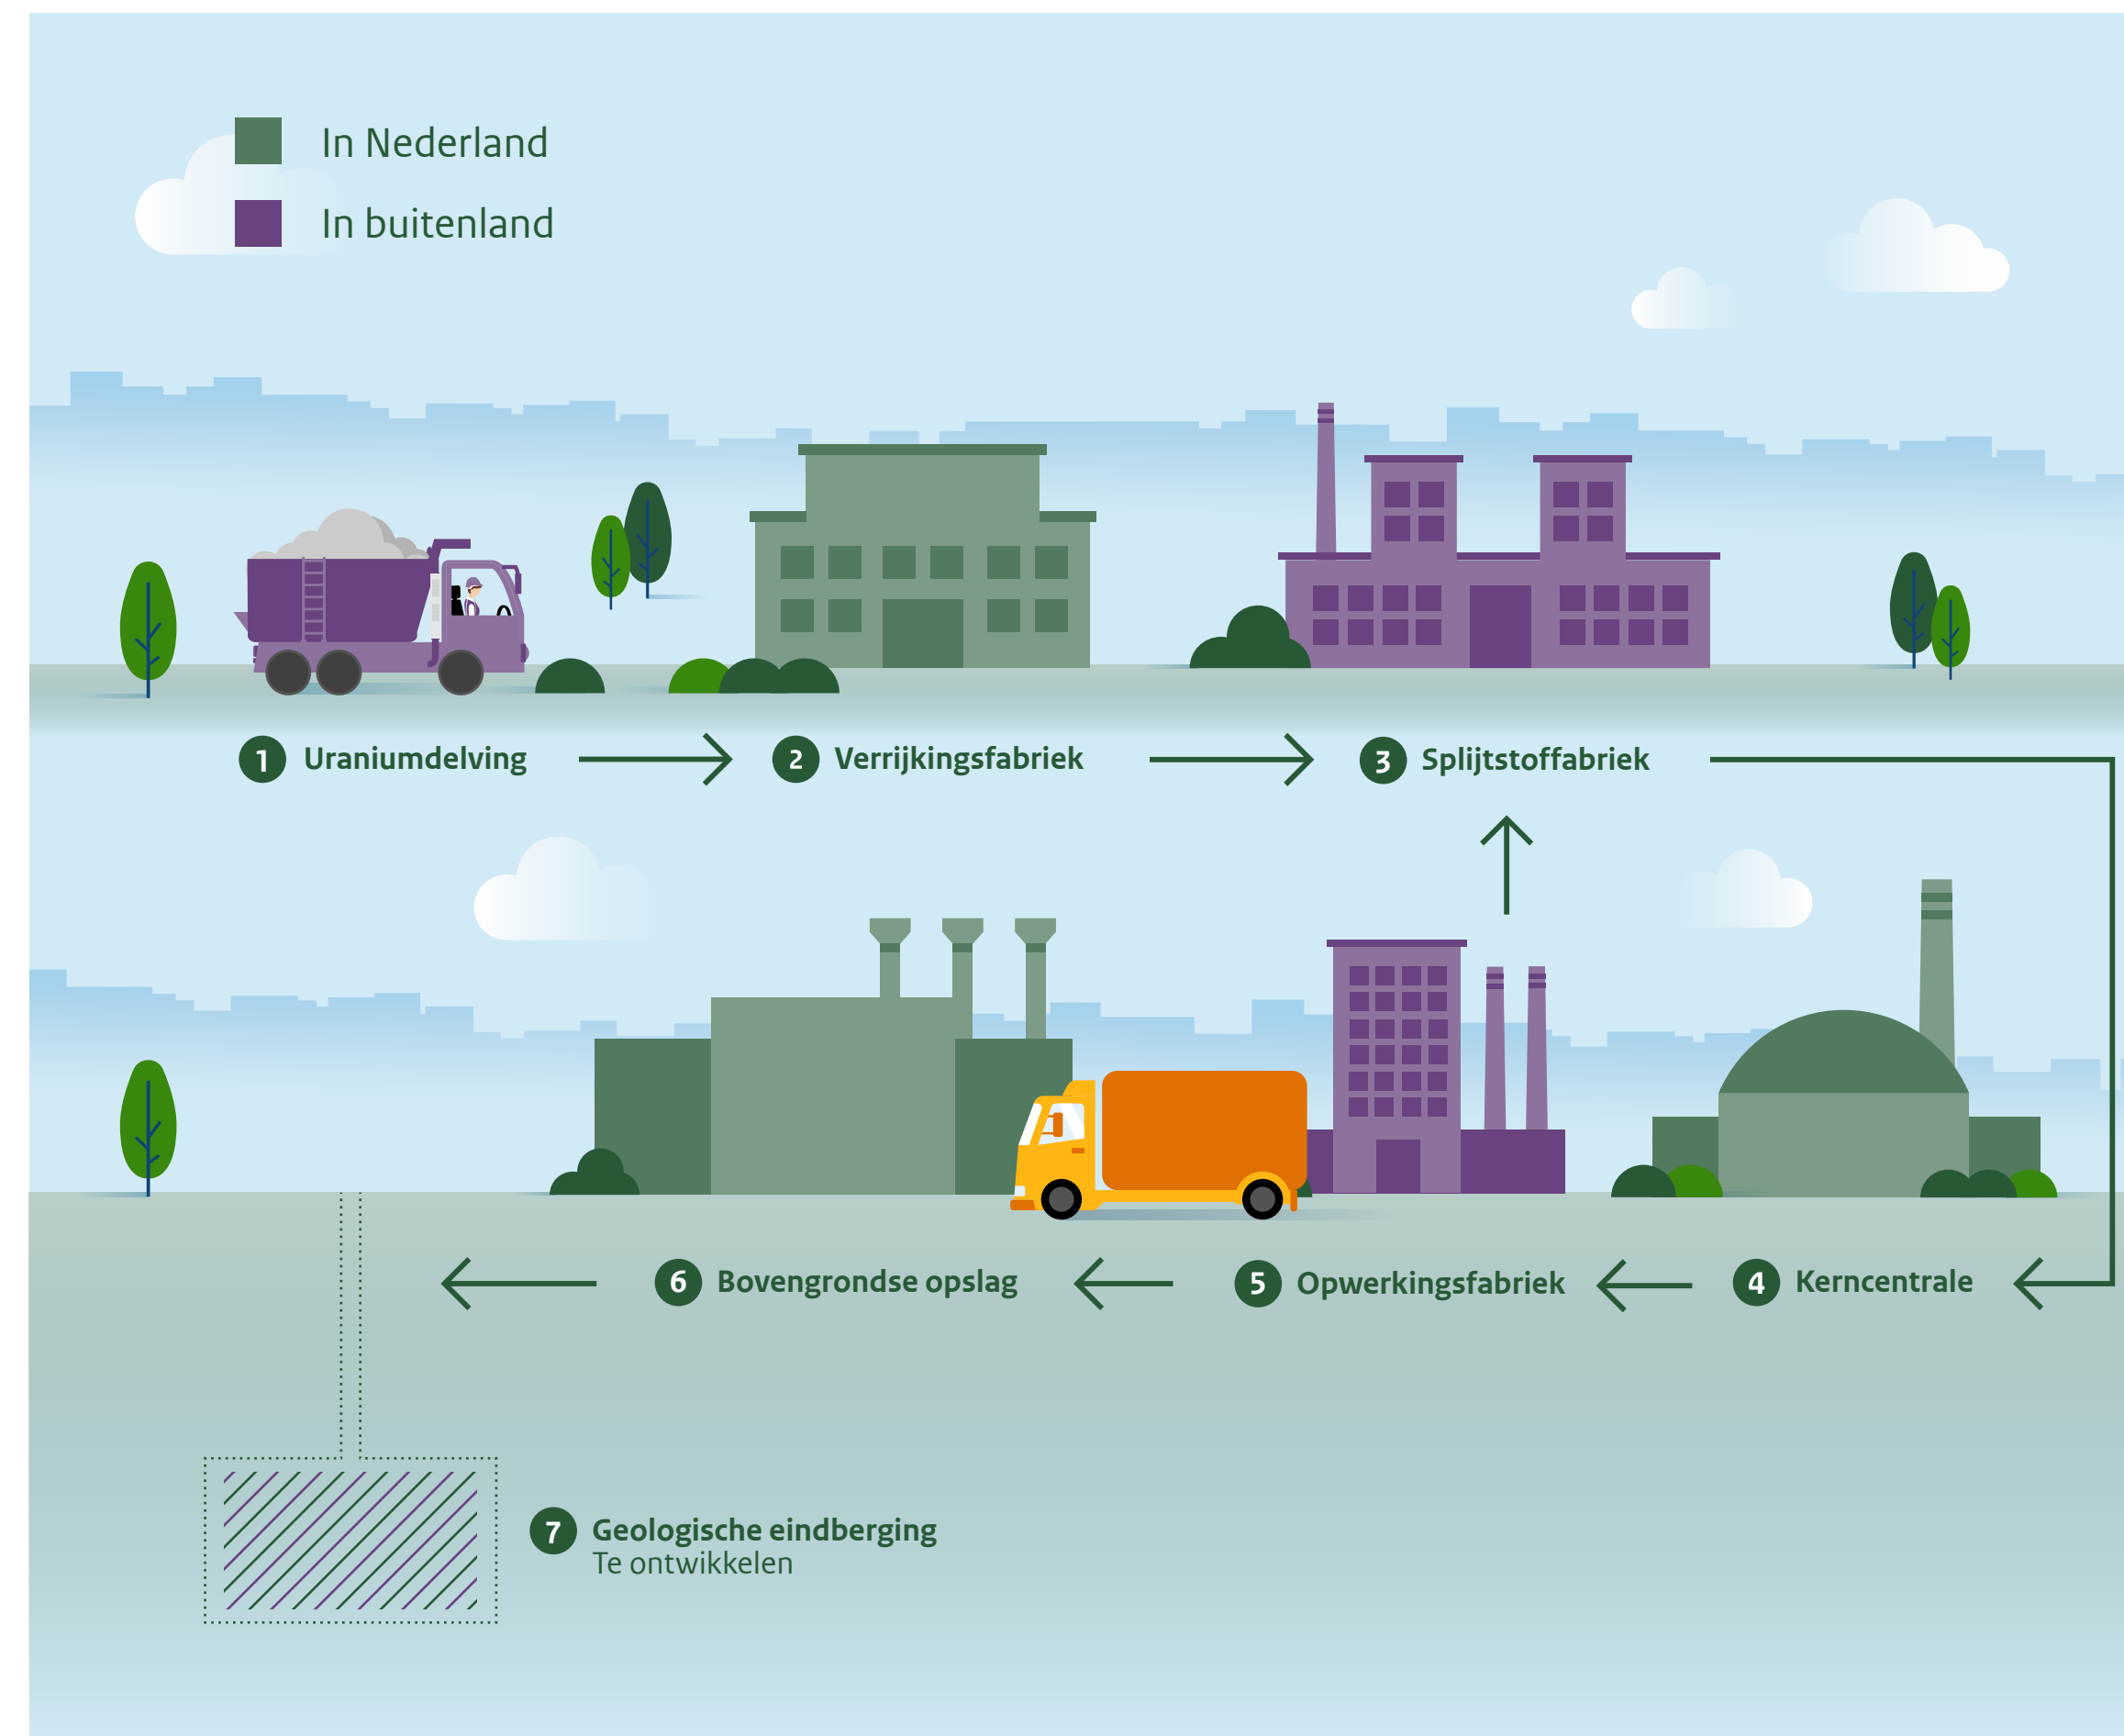 In Nederland
In buitenland
1 Uraniumdelving
2 Verrijkingsfabriek
3 Splijtstoffabriek
4 Kerncentrale
5 Opwerkingsfabriek
6 Bovengrondse opslag
7 Geologische eindberging
Te ontwikkelen